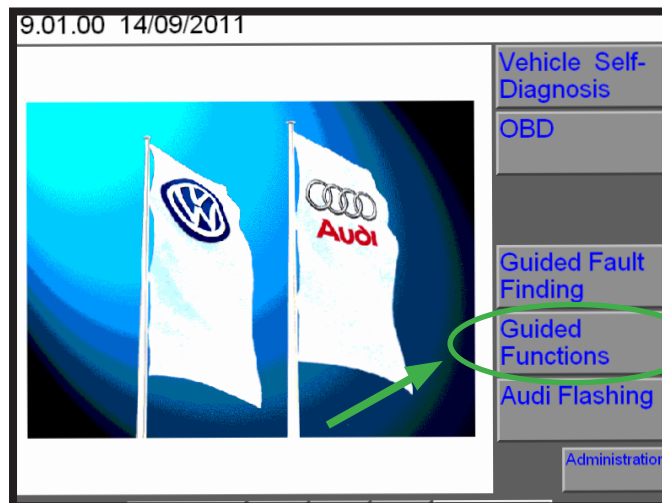 9.01.00 14/09/2011
Vehicle Self-
Diagnosis
OBD
Audi
Guided Fault
Finding
Guided
Functions
Audi Flashing
Administration